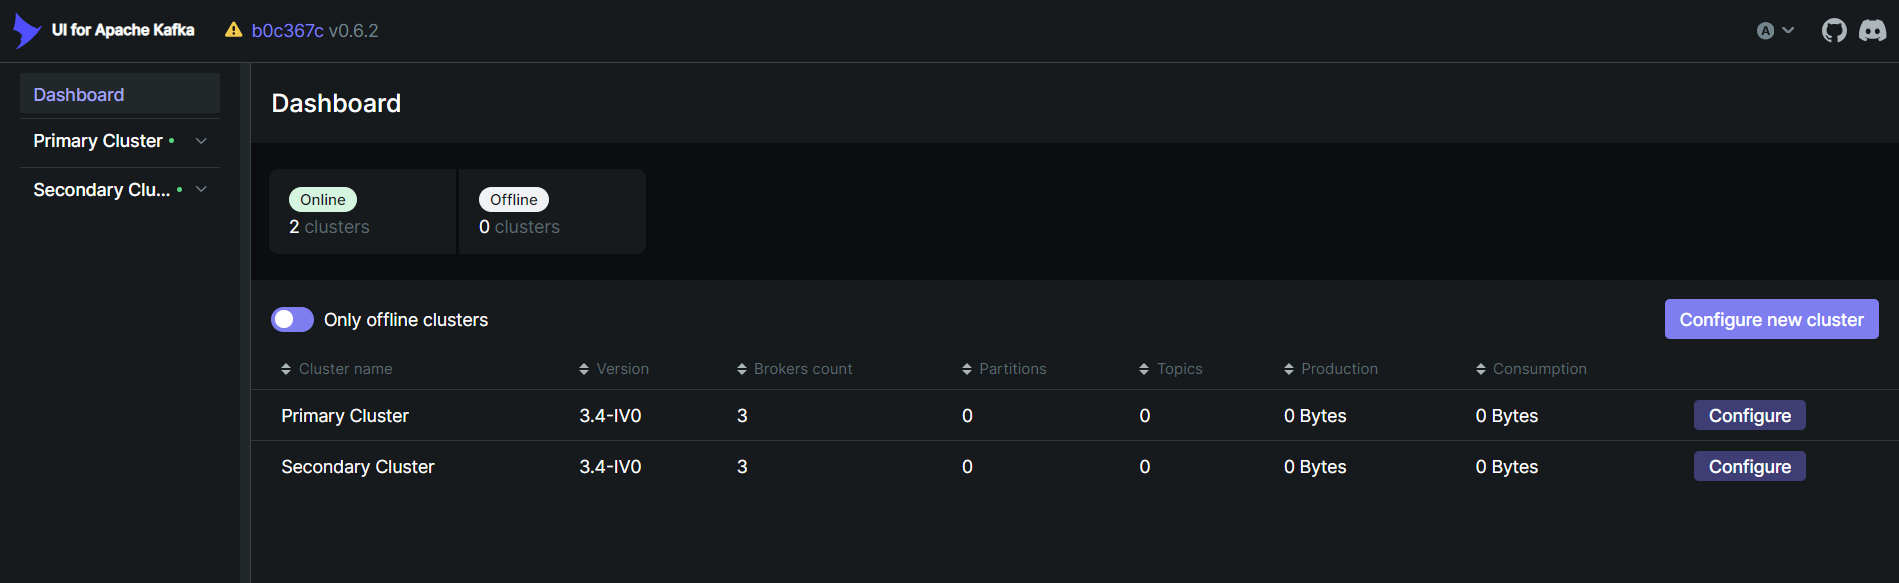 UI for Apache Kafka
b0c367c v0.6.2
A
Dashboard
Primary Cluster
Secondary Clu...
Dashboard
Online
2 clusters
Offline
0 clusters
Only offline clusters
Configure new cluster
Cluster name Version Brokers count Partitions Topics Production Consumption
Primary Cluster 3.4-IV0 3 0 0 0 Bytes 0 Bytes Configure
Secondary Cluster 3.4-IV0 3 0 0 0 Bytes 0 Bytes Configure